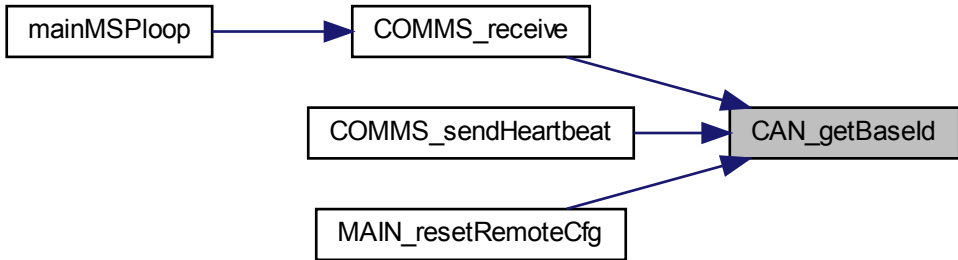 mainMSPloop
COMMS_receive
COMMS_sendHeartbeat
CAN_getBaseId
MAIN_resetRemoteCfg